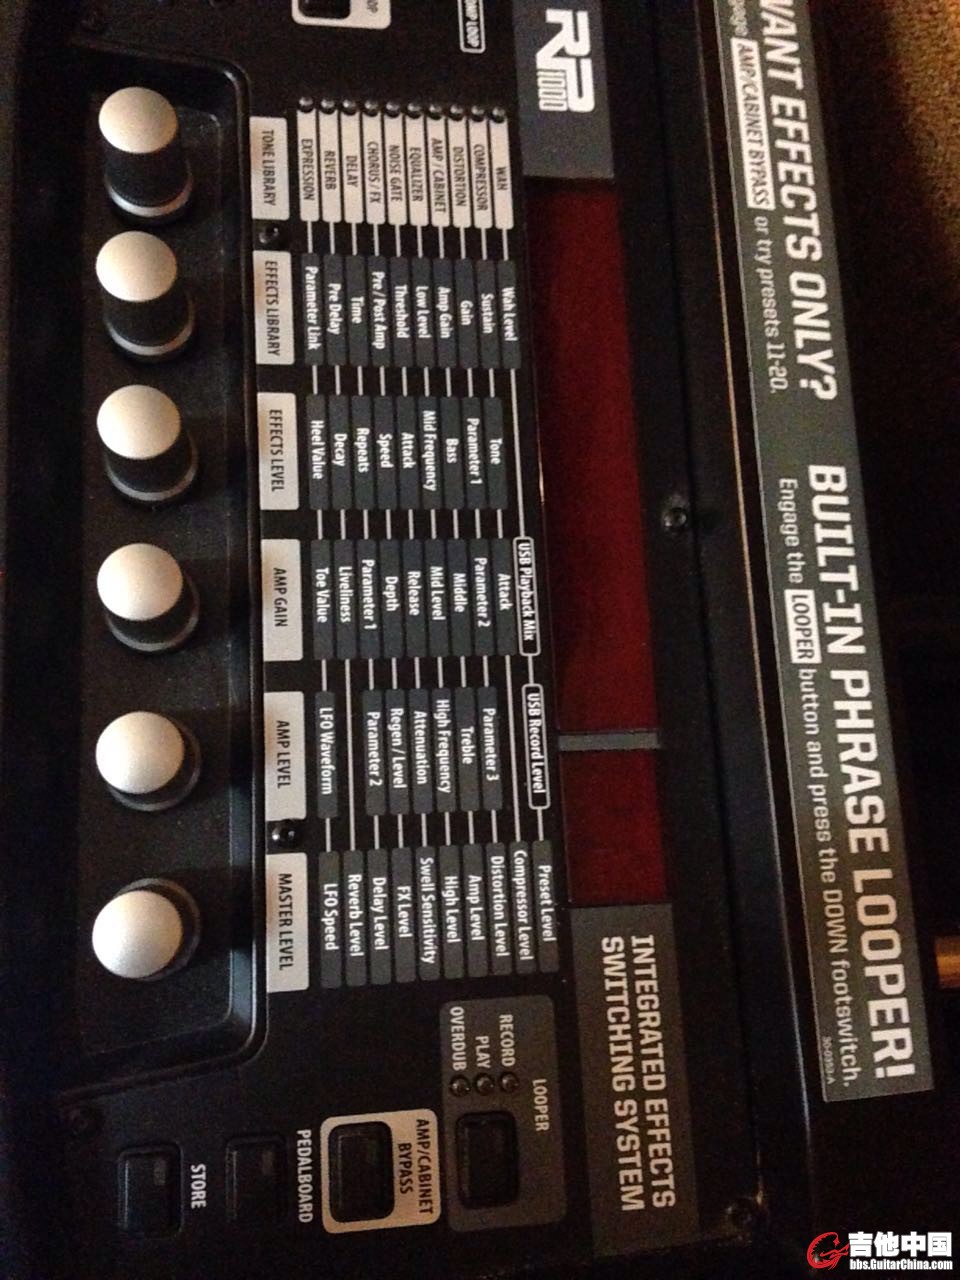 WANT EFFECTS ONLY?
AMP/CABINET BYPASS or try presets 11-20.
BUILT-IN PHRASE LOOPER!
Engage the LOOPER button and press the DOWN footswitch.
30-0353-A
RP1000
INTEGRATED EFFECTS
SWITCHING SYSTEM
USB Playback Mix USB Record Level
WAH Wah Level Preset Level
COMPRESSOR Sustain Tone Attack Compressor Level
DISTORTION Gain Parameter 1 Parameter 2 Parameter 3 Distortion Level
AMP / CABINET Amp Gain Bass Middle Treble Amp Level
EQUALIZER Low Level Mid Frequency Mid Level High Frequency High Level
NOISE GATE Threshold Attack Release Attenuation Swell Sensitivity
CHORUS / FX Pre / Post Amp Speed Depth Regen / Level FX Level
DELAY Time Repeats Parameter 1 Parameter 2 Delay Level
REVERB Pre Delay Decay Liveliness Reverb Level
EXPRESSION Parameter Link Heel Value Toe Value LFO Waveform LFO Speed
TONE LIBRARY EFFECTS LIBRARY EFFECTS LEVEL AMP GAIN AMP LEVEL MASTER LEVEL
LOOPER
RECORD
PLAY
OVERDUB
AMP/CABINET
BYPASS
PEDALBOARD
STORE
吉他中国
bbs.GuitarChina.com